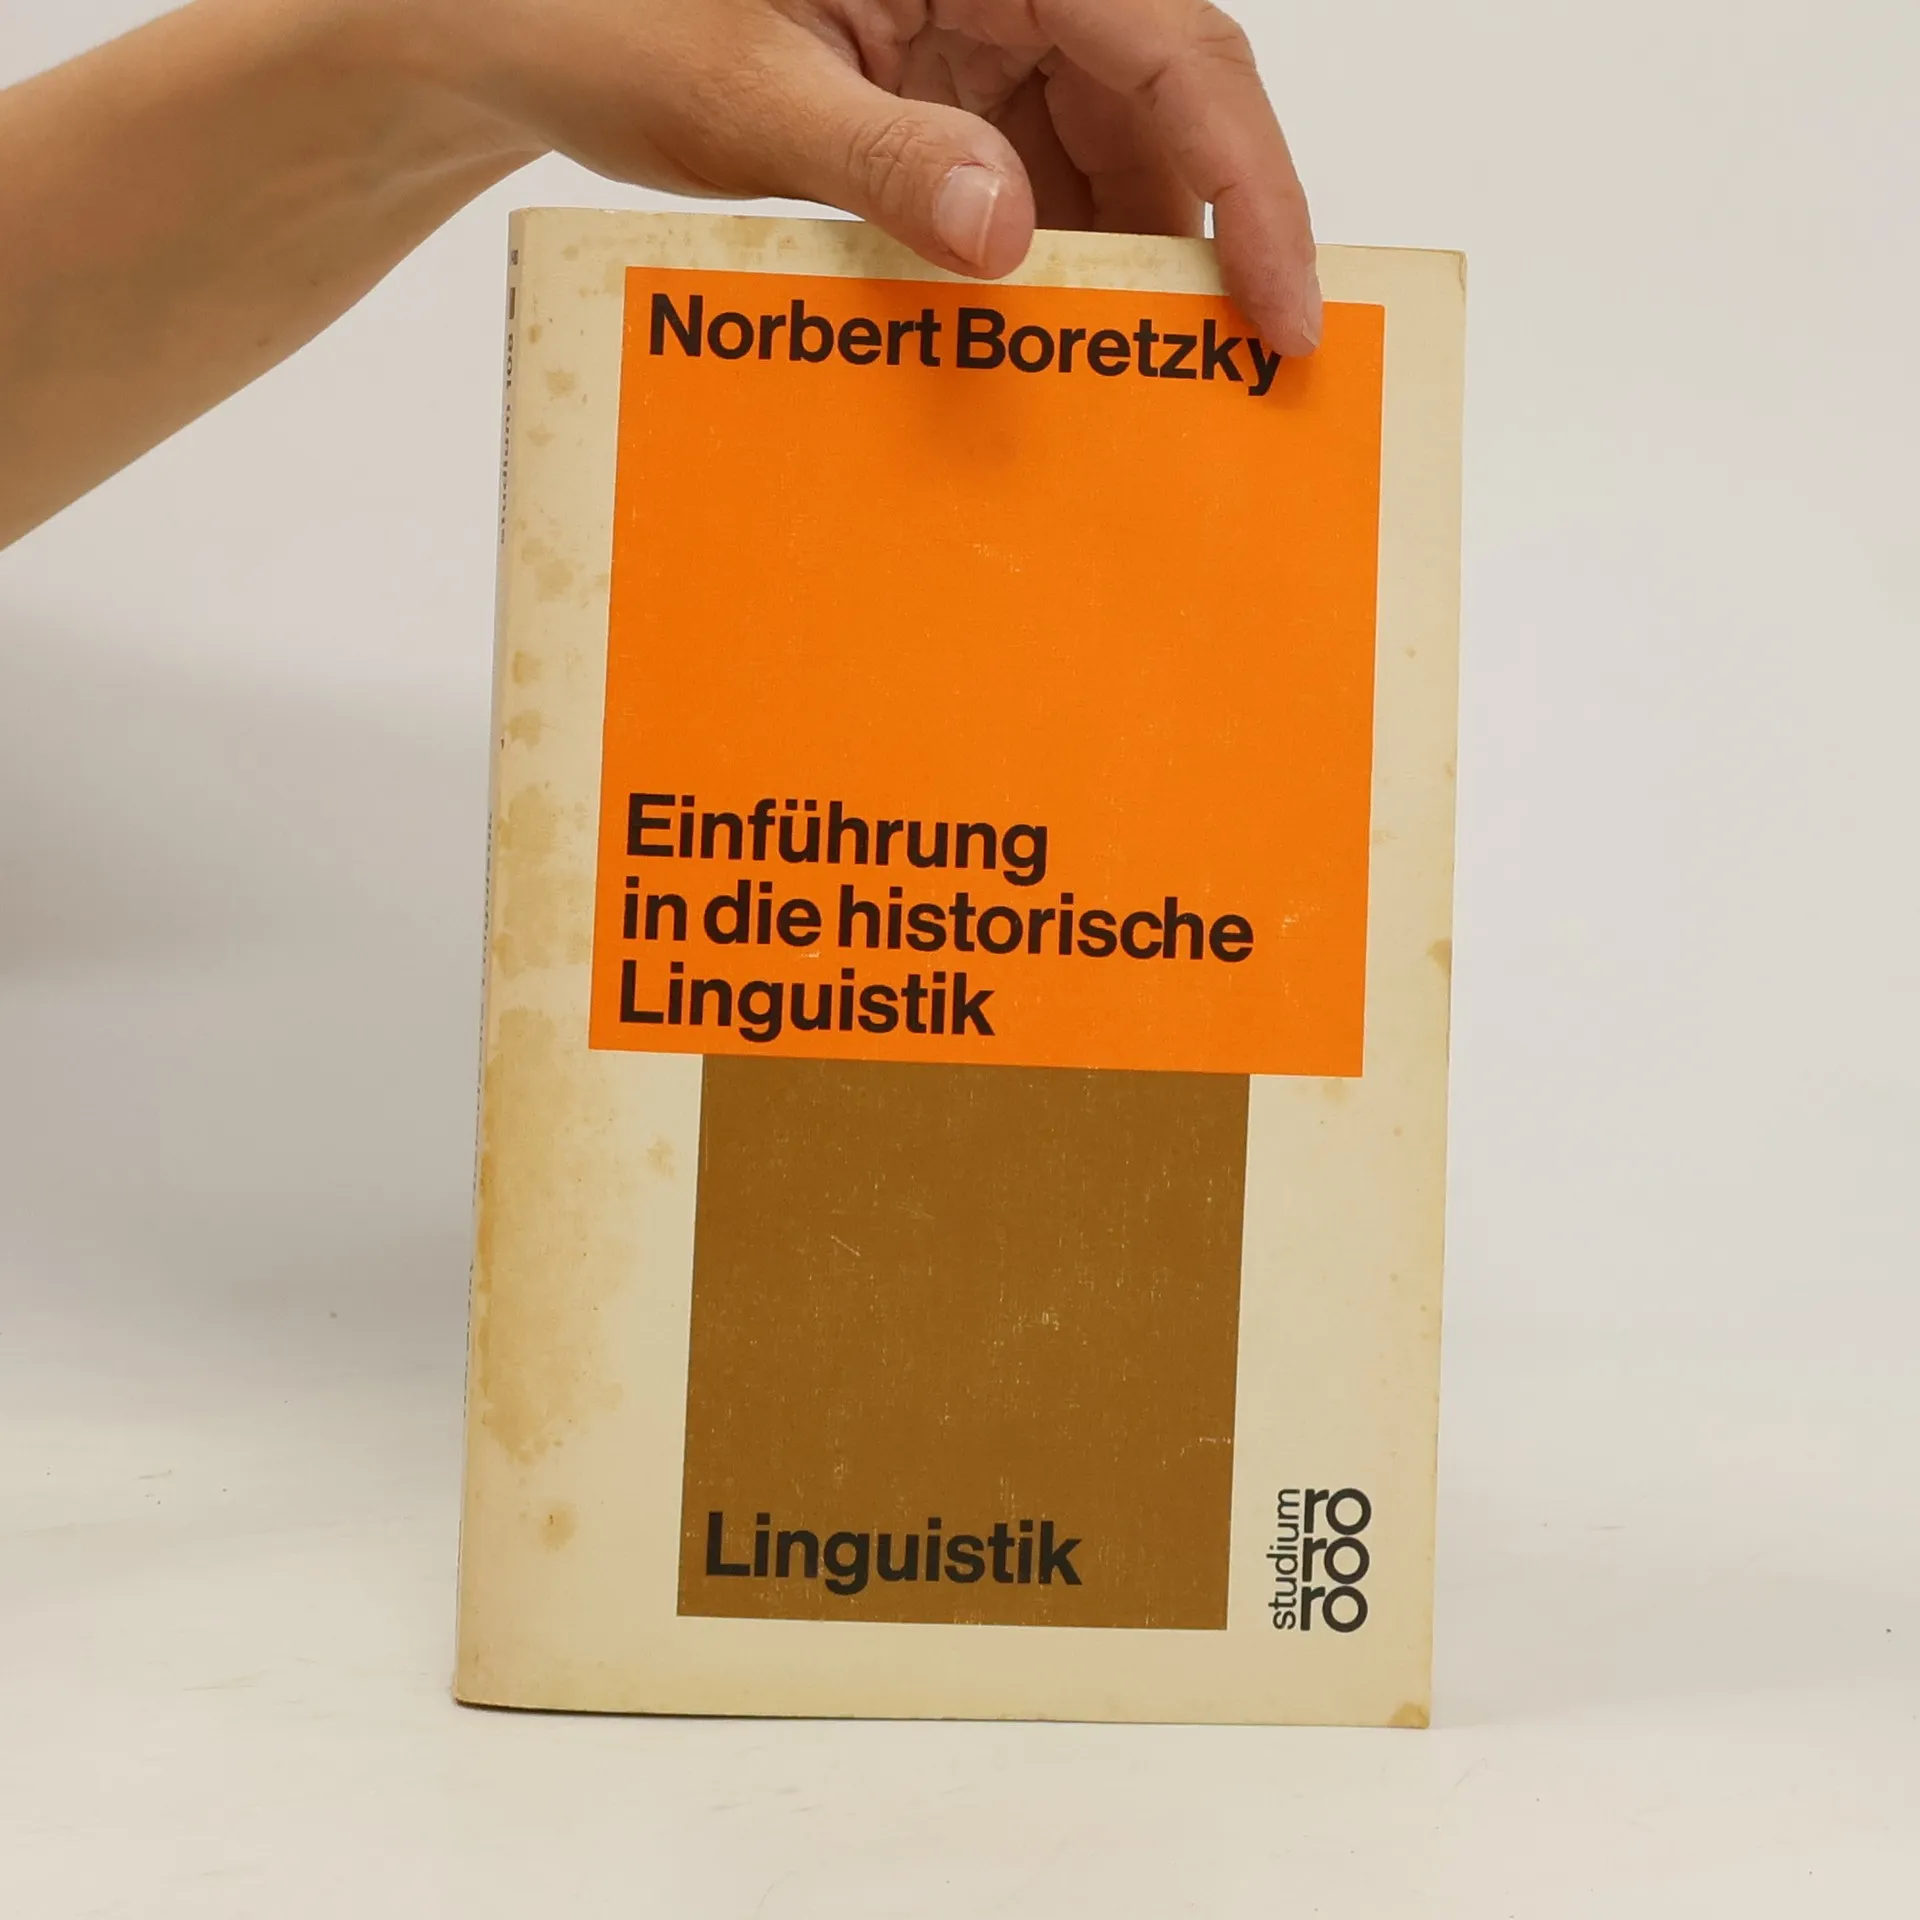 Norbert Boretzky
Einführung
in die historische
Linguistik
Linguistik
studium
ro
ro
ro